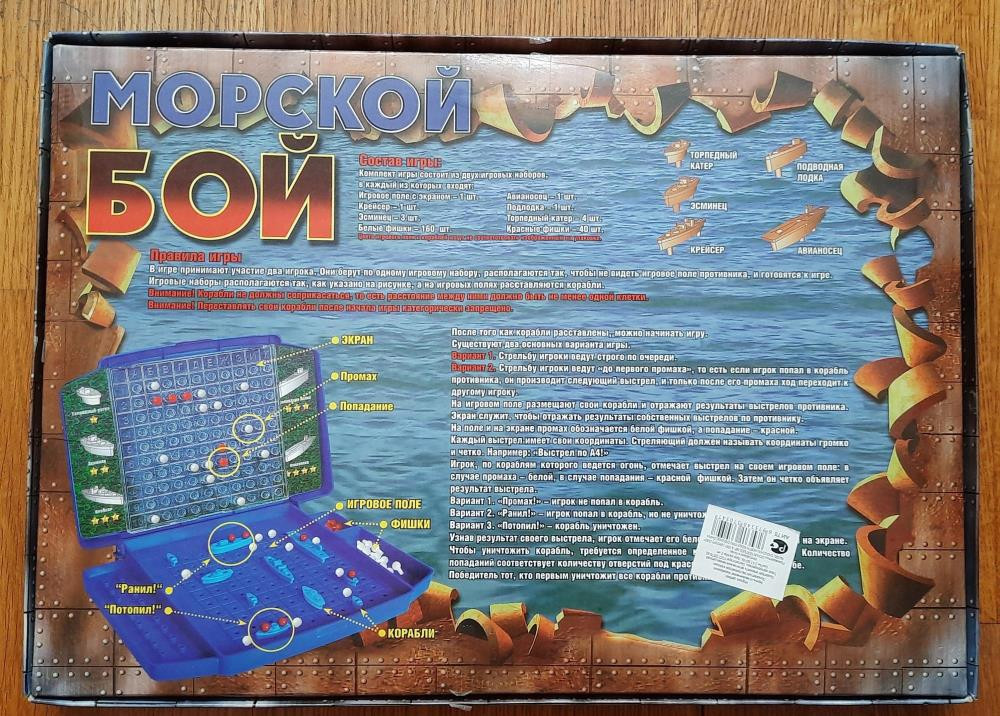 МОРСКОЙ
БОЙ
Состав игры:
Комплект игры состоит из двух игровых наборов,
в каждый из которых входят:
Игровое поле с экраном – 1 шт.
Крейсер – 1 шт.
Эсминец – 3 шт.
Белые фишки – 160 шт.
Авианосец – 1 шт.
Подлодка – 1 шт.
Торпедный катер – 4 шт.
Красные фишки – 40 шт.
ТОРПЕДНЫЙ
КАТЕР
ПОДВОДНАЯ
ЛОДКА
ЭСМИНЕЦ
КРЕЙСЕР
АВИАНОСЕЦ
Правила игры
В игре принимают участие два игрока. Они берут по одному игровому набору, располагаются так, чтобы не видеть игровое поле противника, и готовятся к игре.
Игровые наборы располагаются так, как указано на рисунке, а на игровых полях расставляются корабли.
Внимание! Корабли не должны соприкасаться, то есть расстояние между ними должно быть не менее одной клетки.
Внимание! Переставлять свои корабли после начала игры категорически запрещено.
ЭКРАН
Промах
Попадание
ИГРОВОЕ ПОЛЕ
ФИШКИ
"Ранил!"
"Потопил!"
КОРАБЛИ
После того как корабли расставлены, можно начинать игру.
Существуют два основных варианта игры.
Вариант 1. Стрельбу игроки ведут строго по очереди.
Вариант 2. Стрельбу игроки ведут «до первого промаха», то есть если игрок попал в корабль
противника, он производит следующий выстрел, и только после его промаха ход переходит к
другому игроку.
На игровом поле размещают свои корабли и отражают результаты выстрелов противника.
Экран служит, чтобы отражать результаты собственных выстрелов по противнику.
На поле и на экране промах обозначается белой фишкой, а попадание - красной.
Каждый выстрел имеет свои координаты. Стреляющий должен называть координаты громко
и четко. Например: «Выстрел по А4!»
Игрок, по кораблям которого ведется огонь, отмечает выстрел на своем игровом поле: в
случае промаха – белой, в случае попадания – красной фишкой. Затем он четко объявляет
результат выстрела.
Вариант 1. «Промах!» – игрок не попал в корабль.
Вариант 2. «Ранил!» – игрок попал в корабль, но не уничтож
Вариант 3. «Потопил!» – корабль уничтожен.
Узнав результат своего выстрела, игрок отмечает его бел на экране.
Чтобы уничтожить корабль, требуется определенное Количество
попаданий соответствует количеству отверстий под крас
Победитель тот, кто первым уничтожит все корабли против